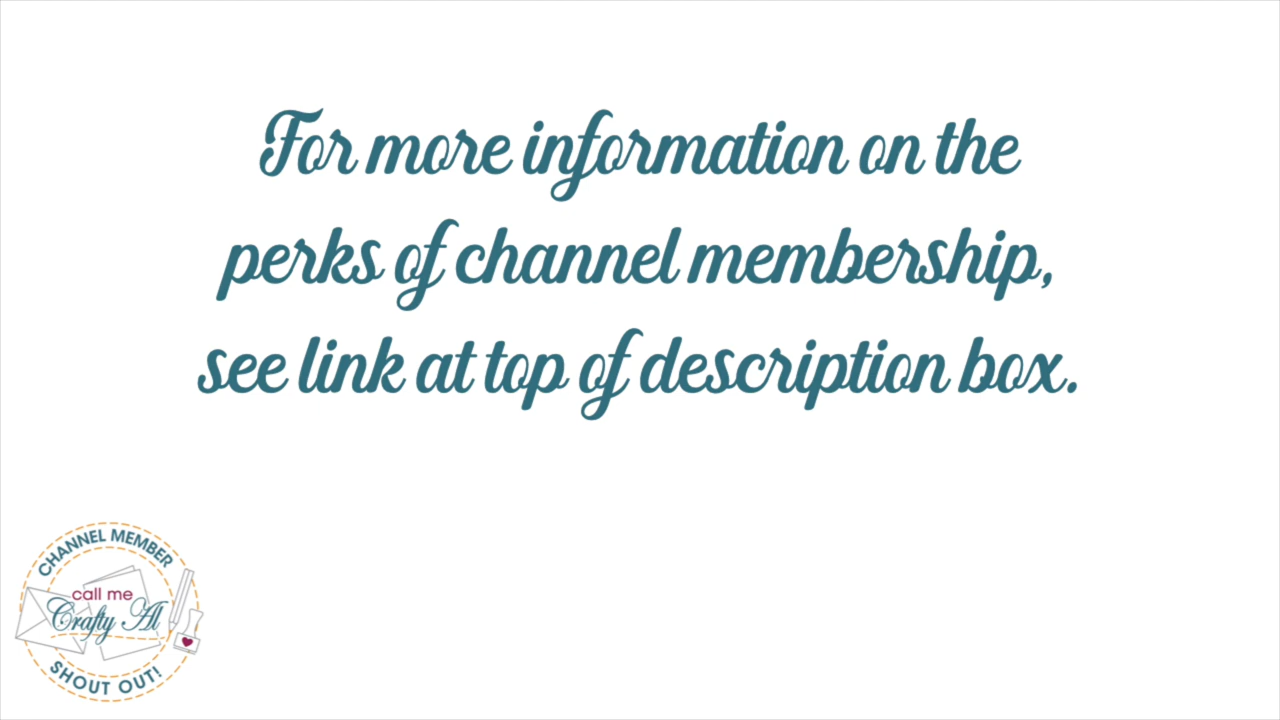 For more information on the
perks of channel membership,
see link at top of description box.
CHANNEL MEMBER
call me
Crafty Al
SHOUT OUT!